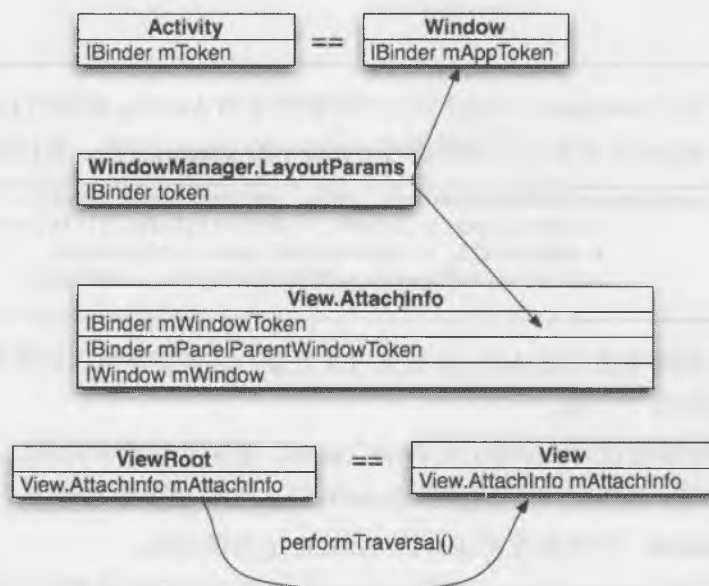 Activity
IBinder mToken
==
Window
IBinder mAppToken
WindowManager.LayoutParams
IBinder token
View.AttachInfo
IBinder mWindowToken
IBinder mPanelParentWindowToken
IWindow mWindow
ViewRoot
View.AttachInfo mAttachInfo
==
View
View.AttachInfo mAttachInfo
performTraversal()